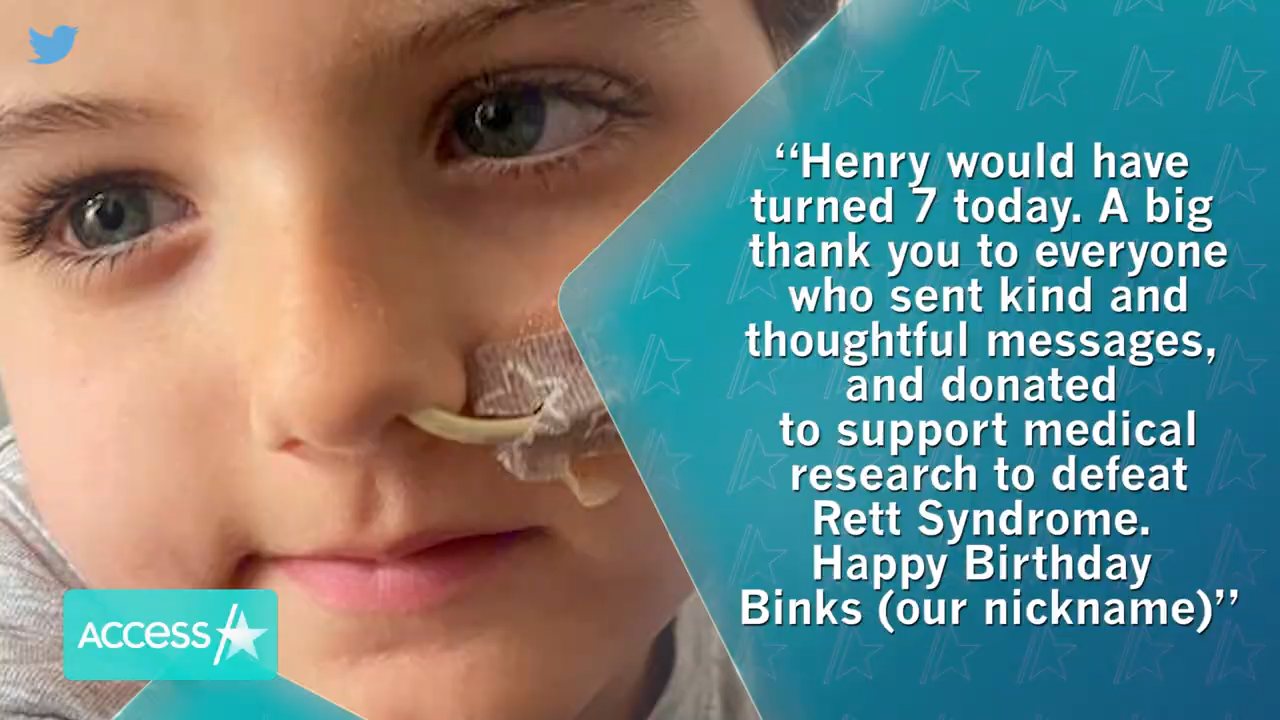 “Henry would have
turned 7 today. A big
thank you to everyone
who sent kind and
thoughtful messages,
and donated
to support medical
research to defeat
Rett Syndrome.
Happy Birthday
Binks (our nickname)”
ACCESS